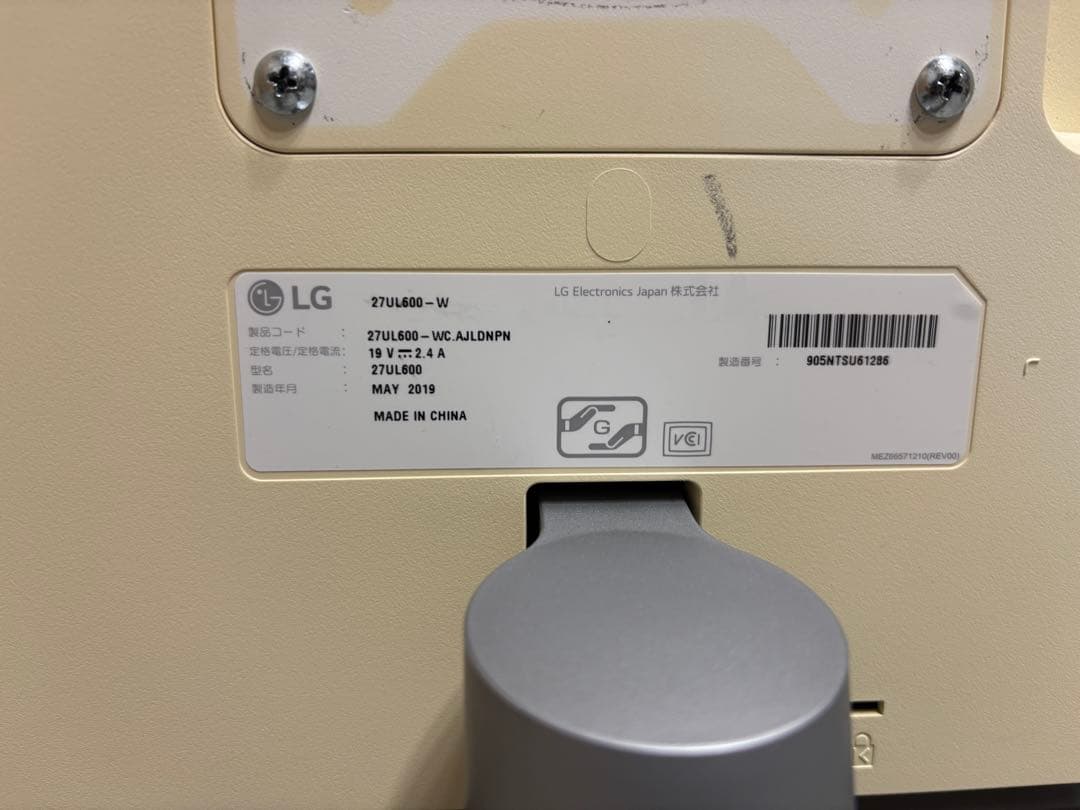 LG 27UL600-W
LG Electronics Japan 株式会社
製品コード : 27UL600-WC.AJLDNPN
定格電圧/定格電流: 19 V 2.4 A
型名 : 27UL600
製造年月 : MAY 2019
MADE IN CHINA
製造番号 : 905NTSU61286
G
VCCI
MEZ66571210(REV00)